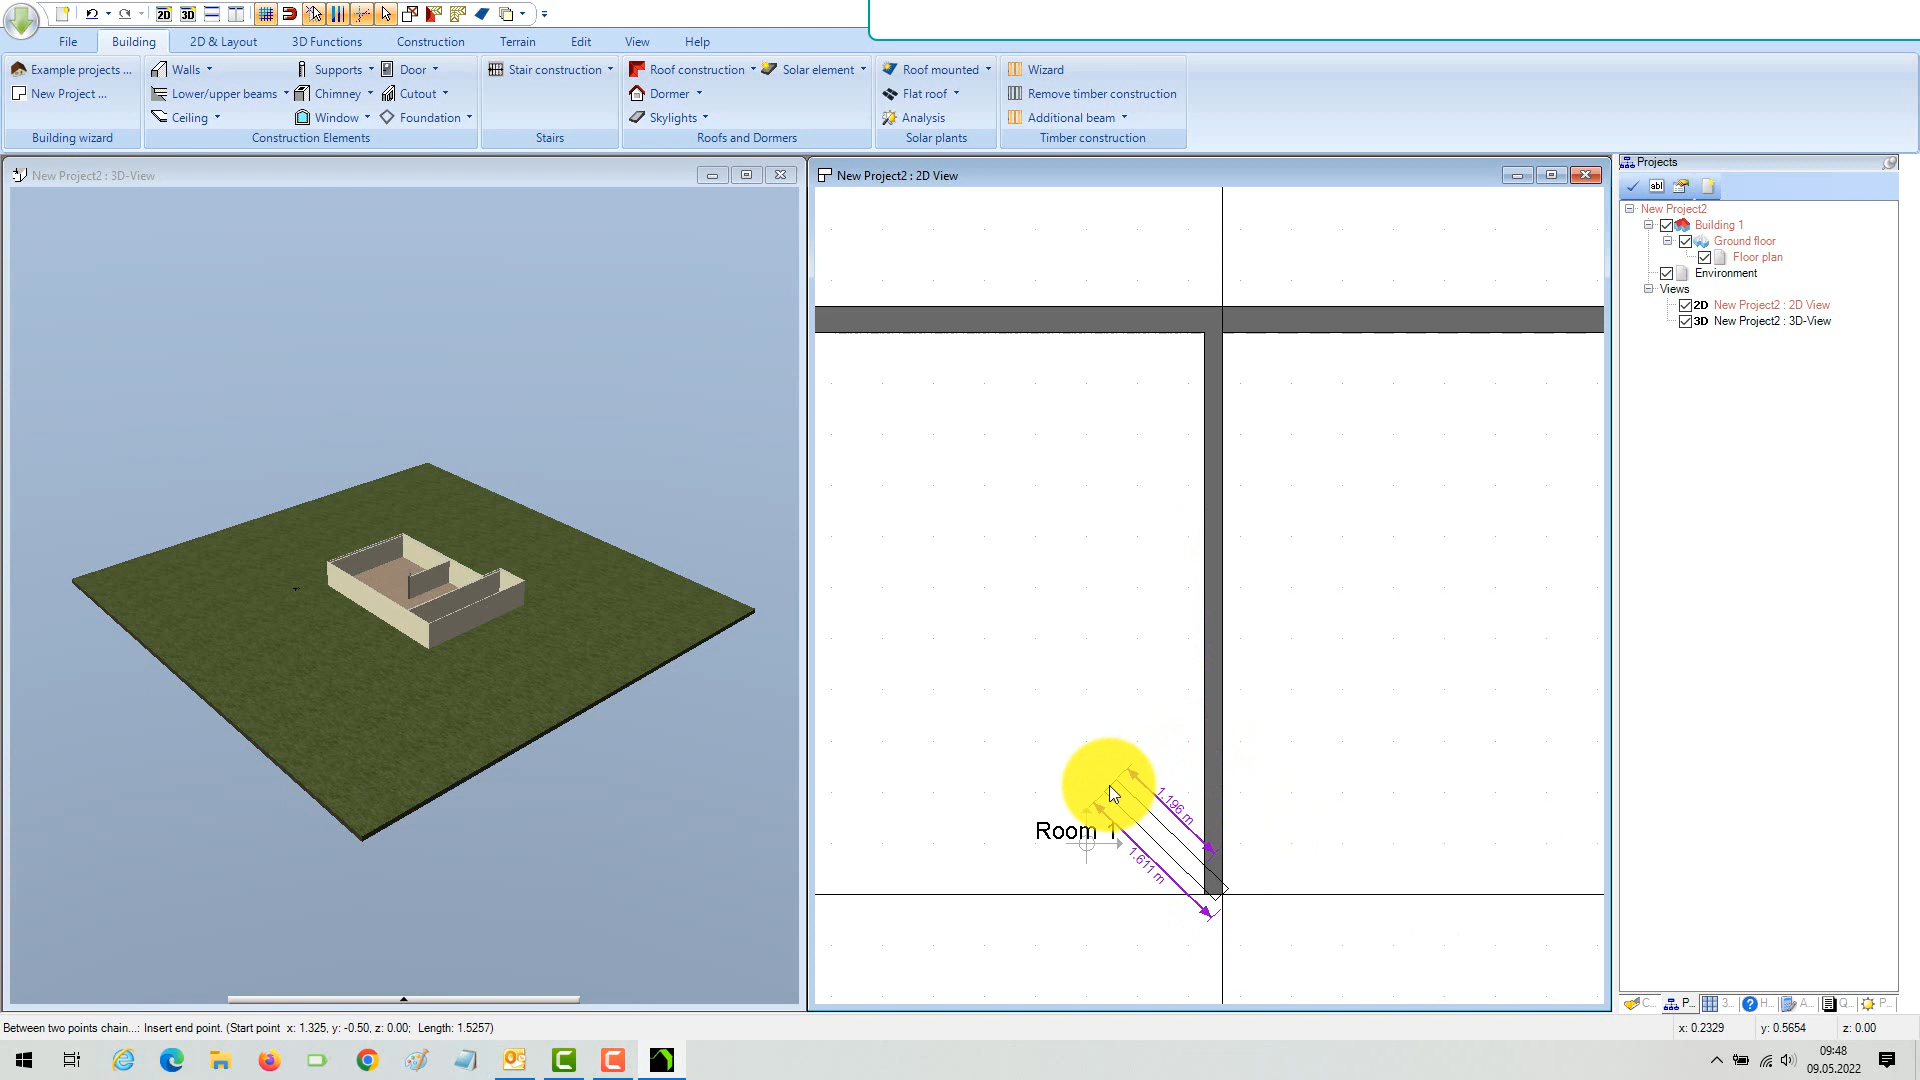 2D 3D
File Building 2D & Layout 3D Functions Construction Terrain Edit View Help
Example projects ... Walls Supports Door Stair construction Roof construction Solar element Roof mounted Wizard
New Project ... Lower/upper beams Chimney Cutout Dormer Flat roof Remove timber construction
Ceiling Window Foundation Skylights Analysis Additional beam
Building wizard Construction Elements Stairs Roofs and Dormers Solar plants Timber construction
New Project2 : 3D-View
New Project2 : 2D View
Projects
abl
New Project2
Building 1
Ground floor
Floor plan
Environment
Views
2D New Project2 : 2D View
3D New Project2 : 3D-View
1.196 m
Room 1
1.611 m
C... P... 3... H... A... Q... P...
Between two points chain...: Insert end point. (Start point x: 1.325, y: -0.50, z: 0.00; Length: 1.5257)
x: 0.2329 y: 0.5654 z: 0.00
09:48
09.05.2022